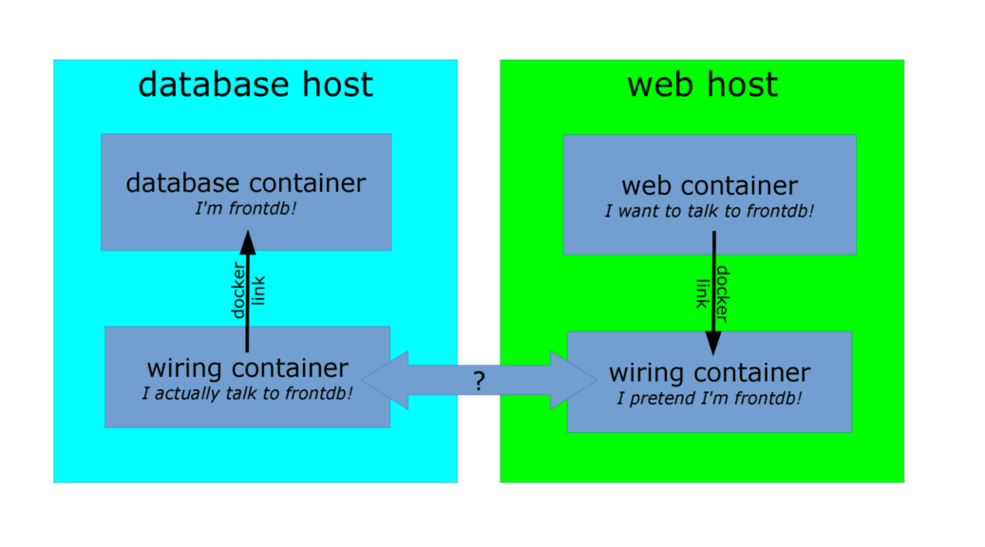 database host
database container
I'm frontdb!
docker
link
wiring container
I actually talk to frontdb!
?
web host
web container
I want to talk to frontdb!
docker
link
wiring container
I pretend I'm frontdb!